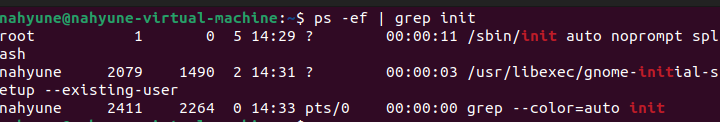 nahyune@nahyune-virtual-machine:~$ ps -ef | grep init
root           1       0  5 14:29 ?        00:00:11 /sbin/init auto noprompt spl
ash
nahyune     2079    1490  2 14:31 ?        00:00:03 /usr/libexec/gnome-initial-s
etup --existing-user
nahyune     2411    2264  0 14:33 pts/0    00:00:00 grep --color=auto init